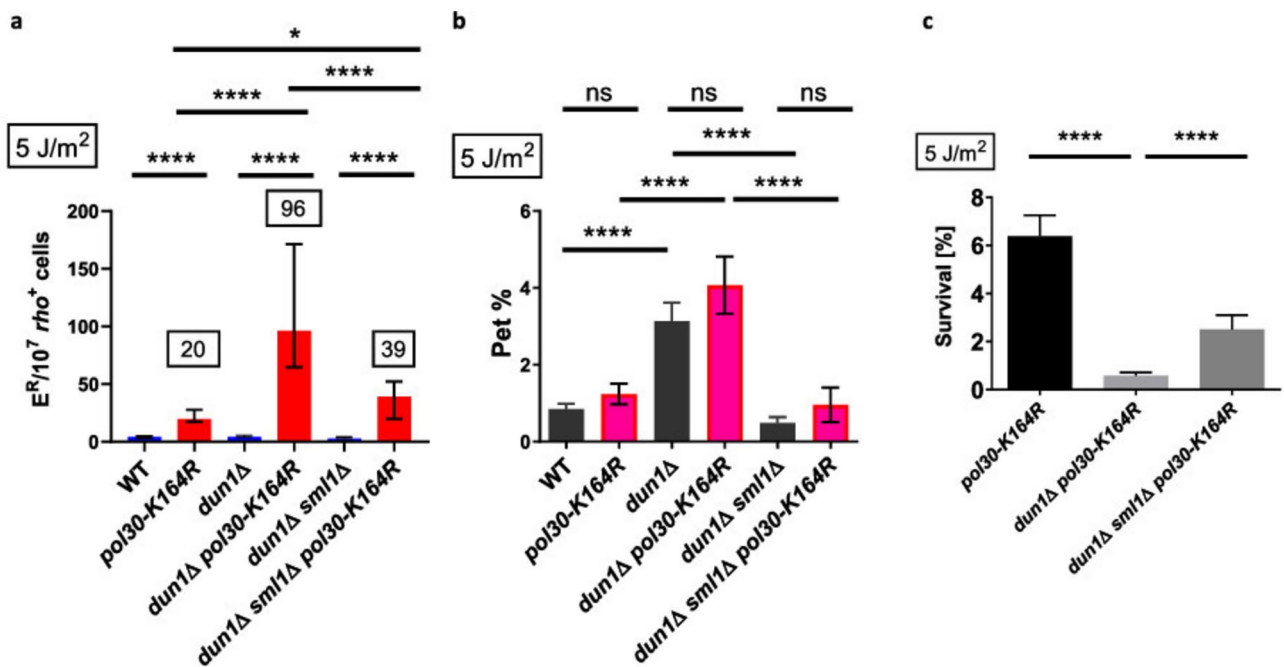 a
*
****
****
5 J/m²
**** **** ****
Eᴿ/10⁷ rho⁺ cells
200
150
100
50
0
20
96
39
WT
pol30-K164R
dun1Δ
dun1Δ pol30-K164R
dun1Δ sml1Δ
dun1Δ sml1Δ pol30-K164R
b
ns ns ns
****
5 J/m²
**** ****
****
Pet %
6
4
2
0
WT
pol30-K164R
dun1Δ
dun1Δ pol30-K164R
dun1Δ sml1Δ
dun1Δ sml1Δ pol30-K164R
c
**** ****
5 J/m²
Survival [%]
8
6
4
2
0
pol30-K164R
dun1Δ pol30-K164R
dun1Δ sml1Δ pol30-K164R